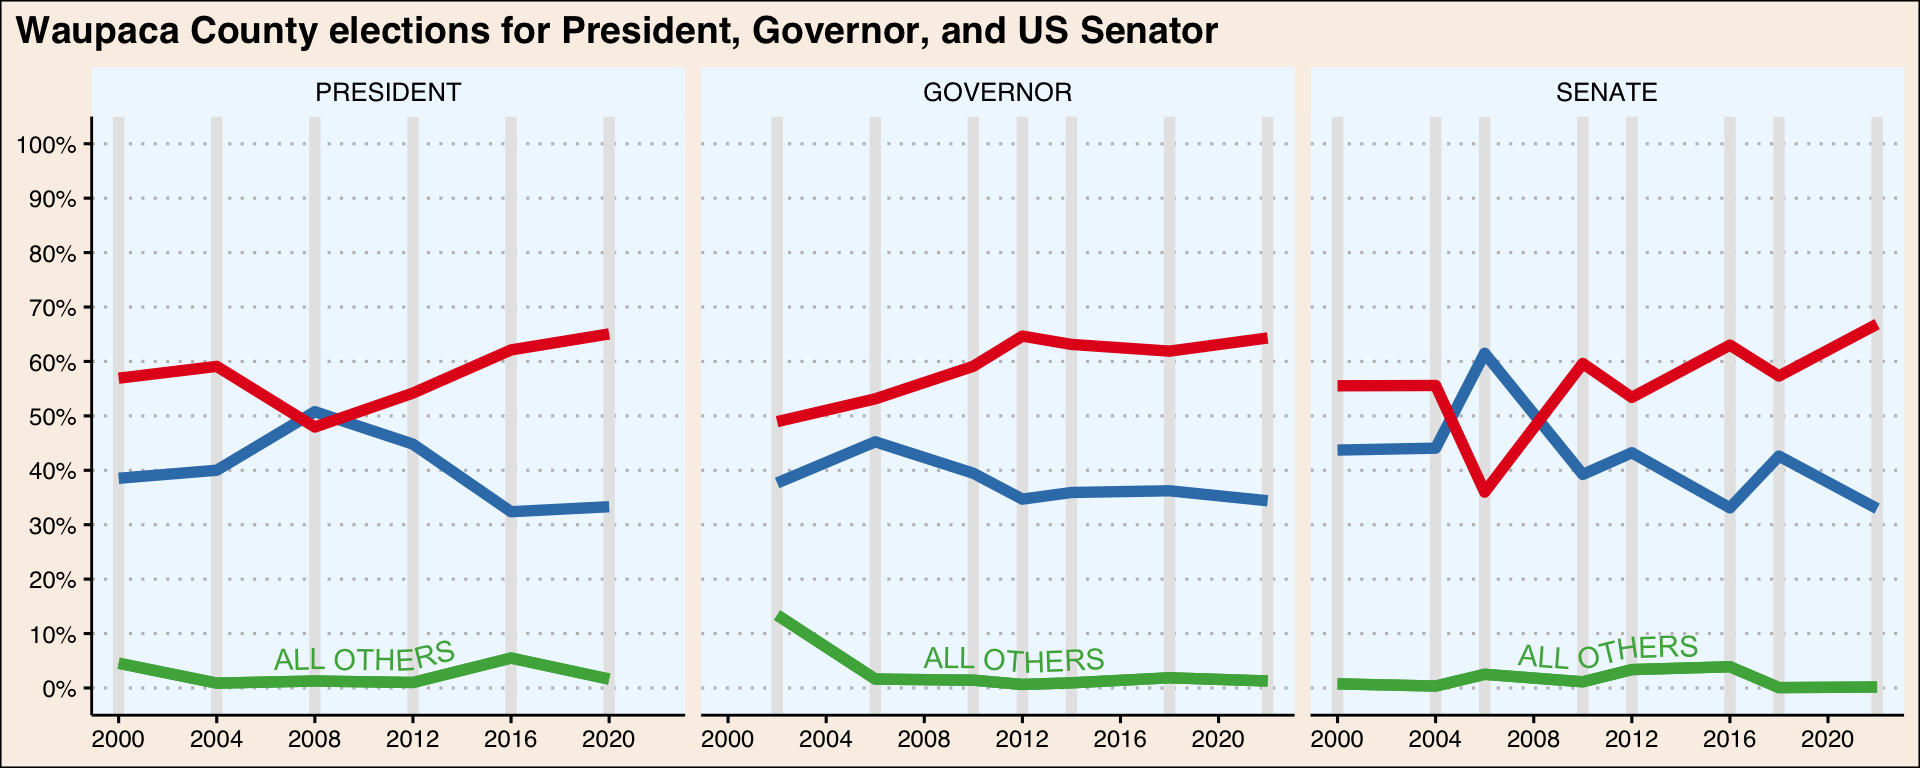 Waupaca County elections for President, Governor, and US Senator
PRESIDENT
GOVERNOR
SENATE
100%
90%
80%
70%
60%
50%
40%
30%
20%
10%
0%
ALL OTHERS
ALL OTHERS
ALL OTHERS
2000 2004 2008 2012 2016 2020
2000 2004 2008 2012 2016 2020
2000 2004 2008 2012 2016 2020